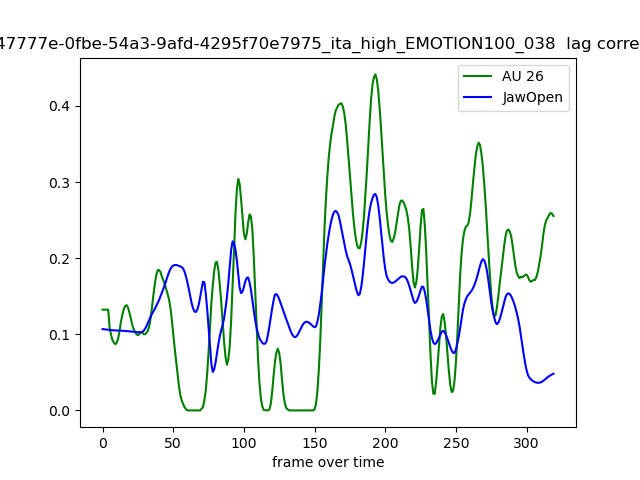 47777e-0fbe-54a3-9afd-4295f70e7975_ita_high_EMOTION100_038 lag corre
AU 26
JawOpen
0.4
0.3
0.2
0.1
0.0
0 50 100 150 200 250 300
frame over time